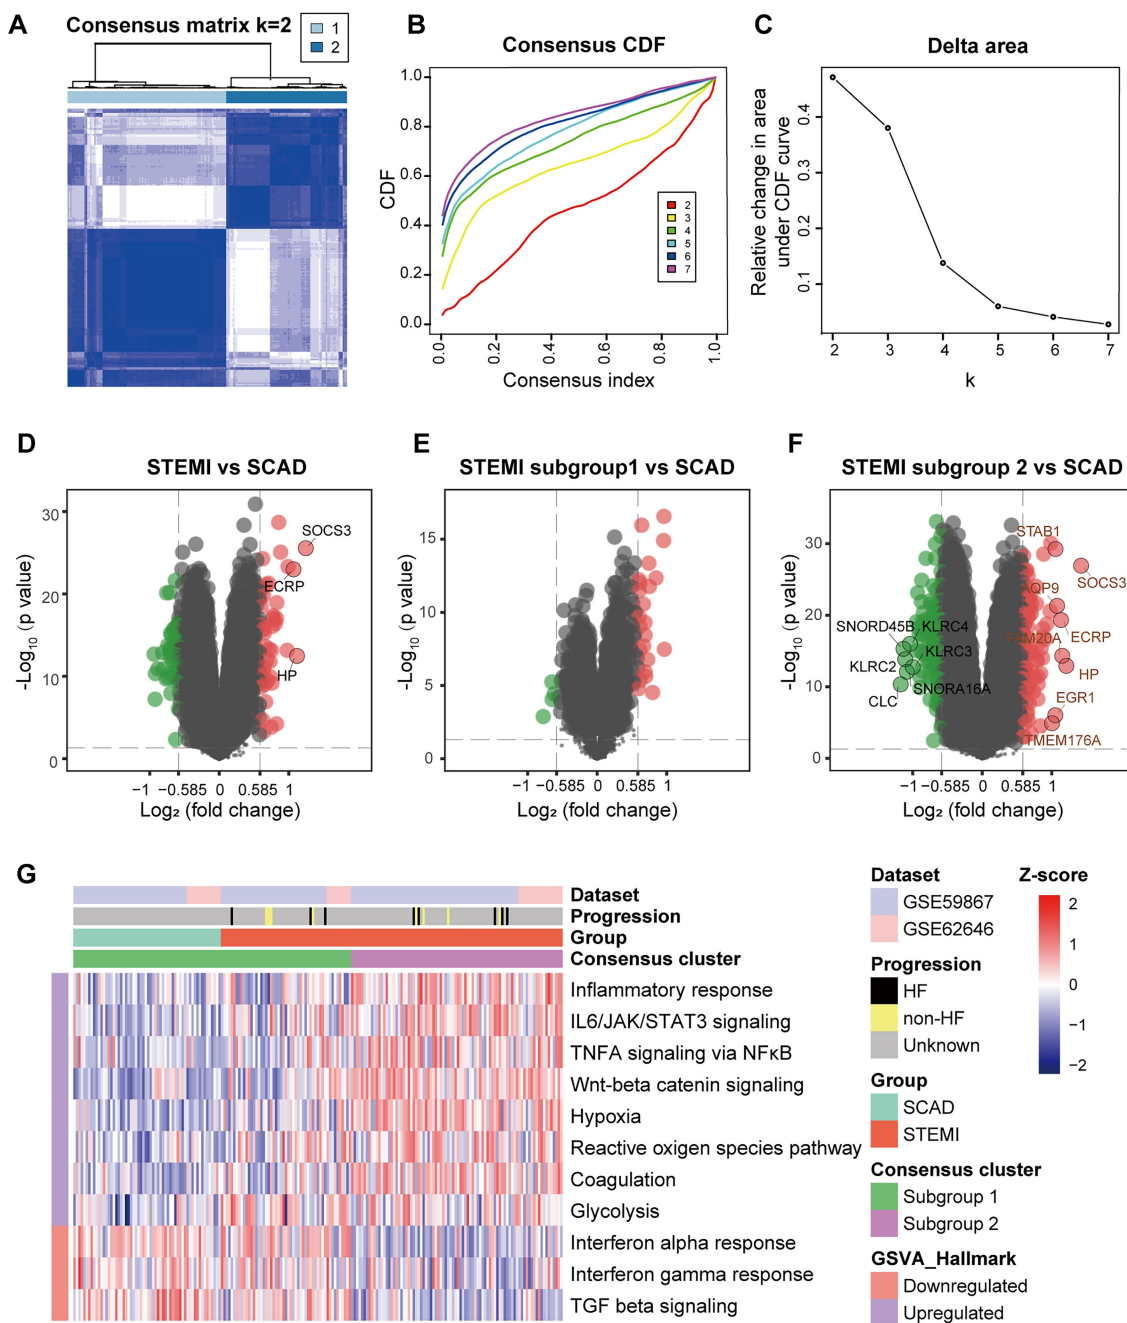 A
Consensus matrix k=2
1
2
B
Consensus CDF
CDF
1.0
0.8
0.6
0.4
0.2
0.0
2
3
4
5
6
7
0.6
0.2
0.4
0.6
0.8
1.0
Consensus index
C
Delta area
Relative change in area
under CDF curve
0.4
0.3
0.2
0.1
2
3
4
5
6
7
k
D
STEMI vs SCAD
-Log₁₀ (p value)
30
20
10
0
SOCS3
ECRP
HP
−1 −0.585 0 0.585 1
Log₂ (fold change)
E
STEMI subgroup1 vs SCAD
-Log₁₀ (p value)
15
10
5
0
−1 −0.585 0 0.585 1
Log₂ (fold change)
F
STEMI subgroup 2 vs SCAD
-Log₁₀ (p value)
30
20
10
0
STAB1
SOCS3
AQP9
ECRP
FAM20A
HP
EGR1
TMEM176A
SNORD45B
KLRC4
KLRC3
KLRC2
SNORA16A
CLC
−1 −0.585 0 0.585 1
Log₂ (fold change)
G
Dataset
Progression
Group
Consensus cluster
Inflammatory response
IL6/JAK/STAT3 signaling
TNFA signaling via NFκB
Wnt-beta catenin signaling
Hypoxia
Reactive oxigen species pathway
Coagulation
Glycolysis
Interferon alpha response
Interferon gamma response
TGF beta signaling
Dataset
GSE59867
GSE62646
Progression
HF
non-HF
Unknown
Group
SCAD
STEMI
Consensus cluster
Subgroup 1
Subgroup 2
GSVA_Hallmark
Downregulated
Upregulated
Z-score
2
1
0
−1
−2